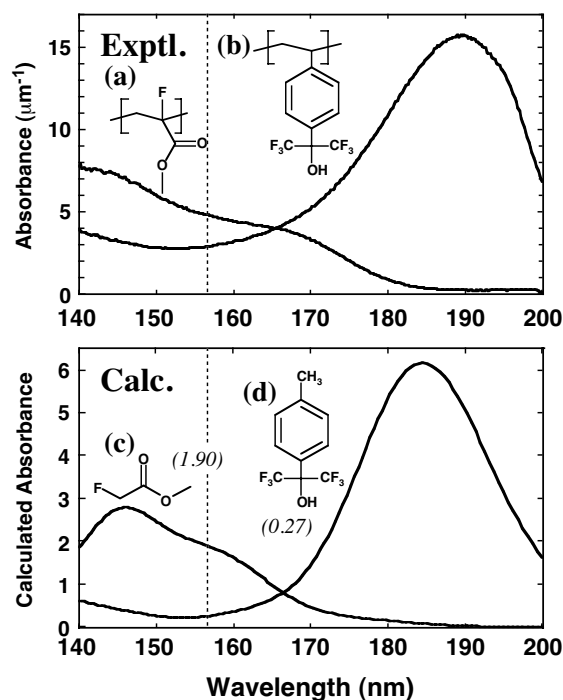 Exptl.
(a)
(b)
F
O
O
F3C
CF3
OH
Absorbance (μm-1)
15
10
5
0
140 150 160 170 180 190 200
Calc.
(c)
(1.90)
(d)
CH3
O
F
O
F3C
CF3
OH
(0.27)
Calculated Absorbance
6
5
4
3
2
1
0
140 150 160 170 180 190 200
Wavelength (nm)